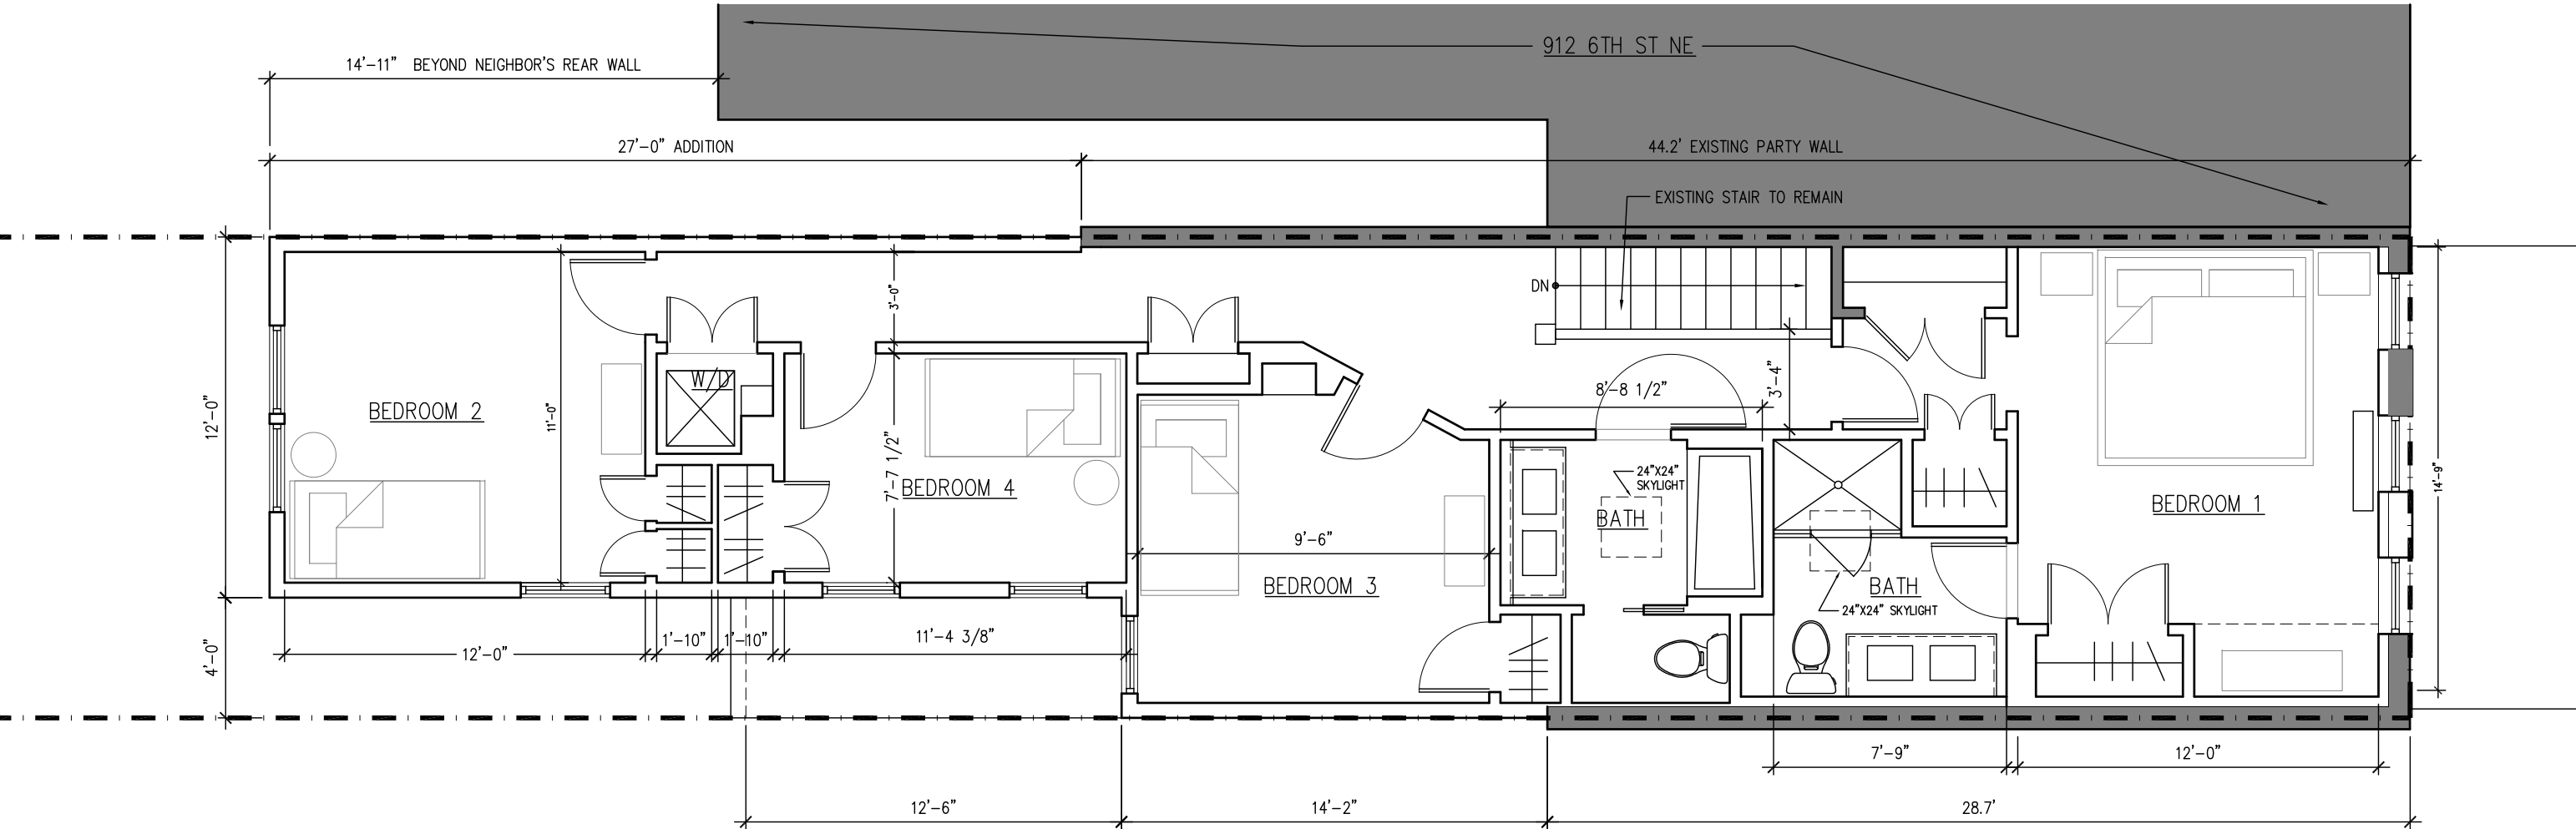 912 6TH ST NE
14'-11" BEYOND NEIGHBOR'S REAR WALL
27'-0" ADDITION
44.2' EXISTING PARTY WALL
EXISTING STAIR TO REMAIN
DN
3'-0"
3'-4"
8'-8 1/2"
W/D
BEDROOM 2
11'-0"
12'-0"
7'-7 1/2"
BEDROOM 4
24"X24"
SKYLIGHT
BATH
14'-9"
BEDROOM 1
9'-6"
BEDROOM 3
BATH
24"X24" SKYLIGHT
4'-0"
12'-0"
1'-10"
1'-10"
11'-4 3/8"
7'-9"
12'-0"
12'-6"
14'-2"
28.7'